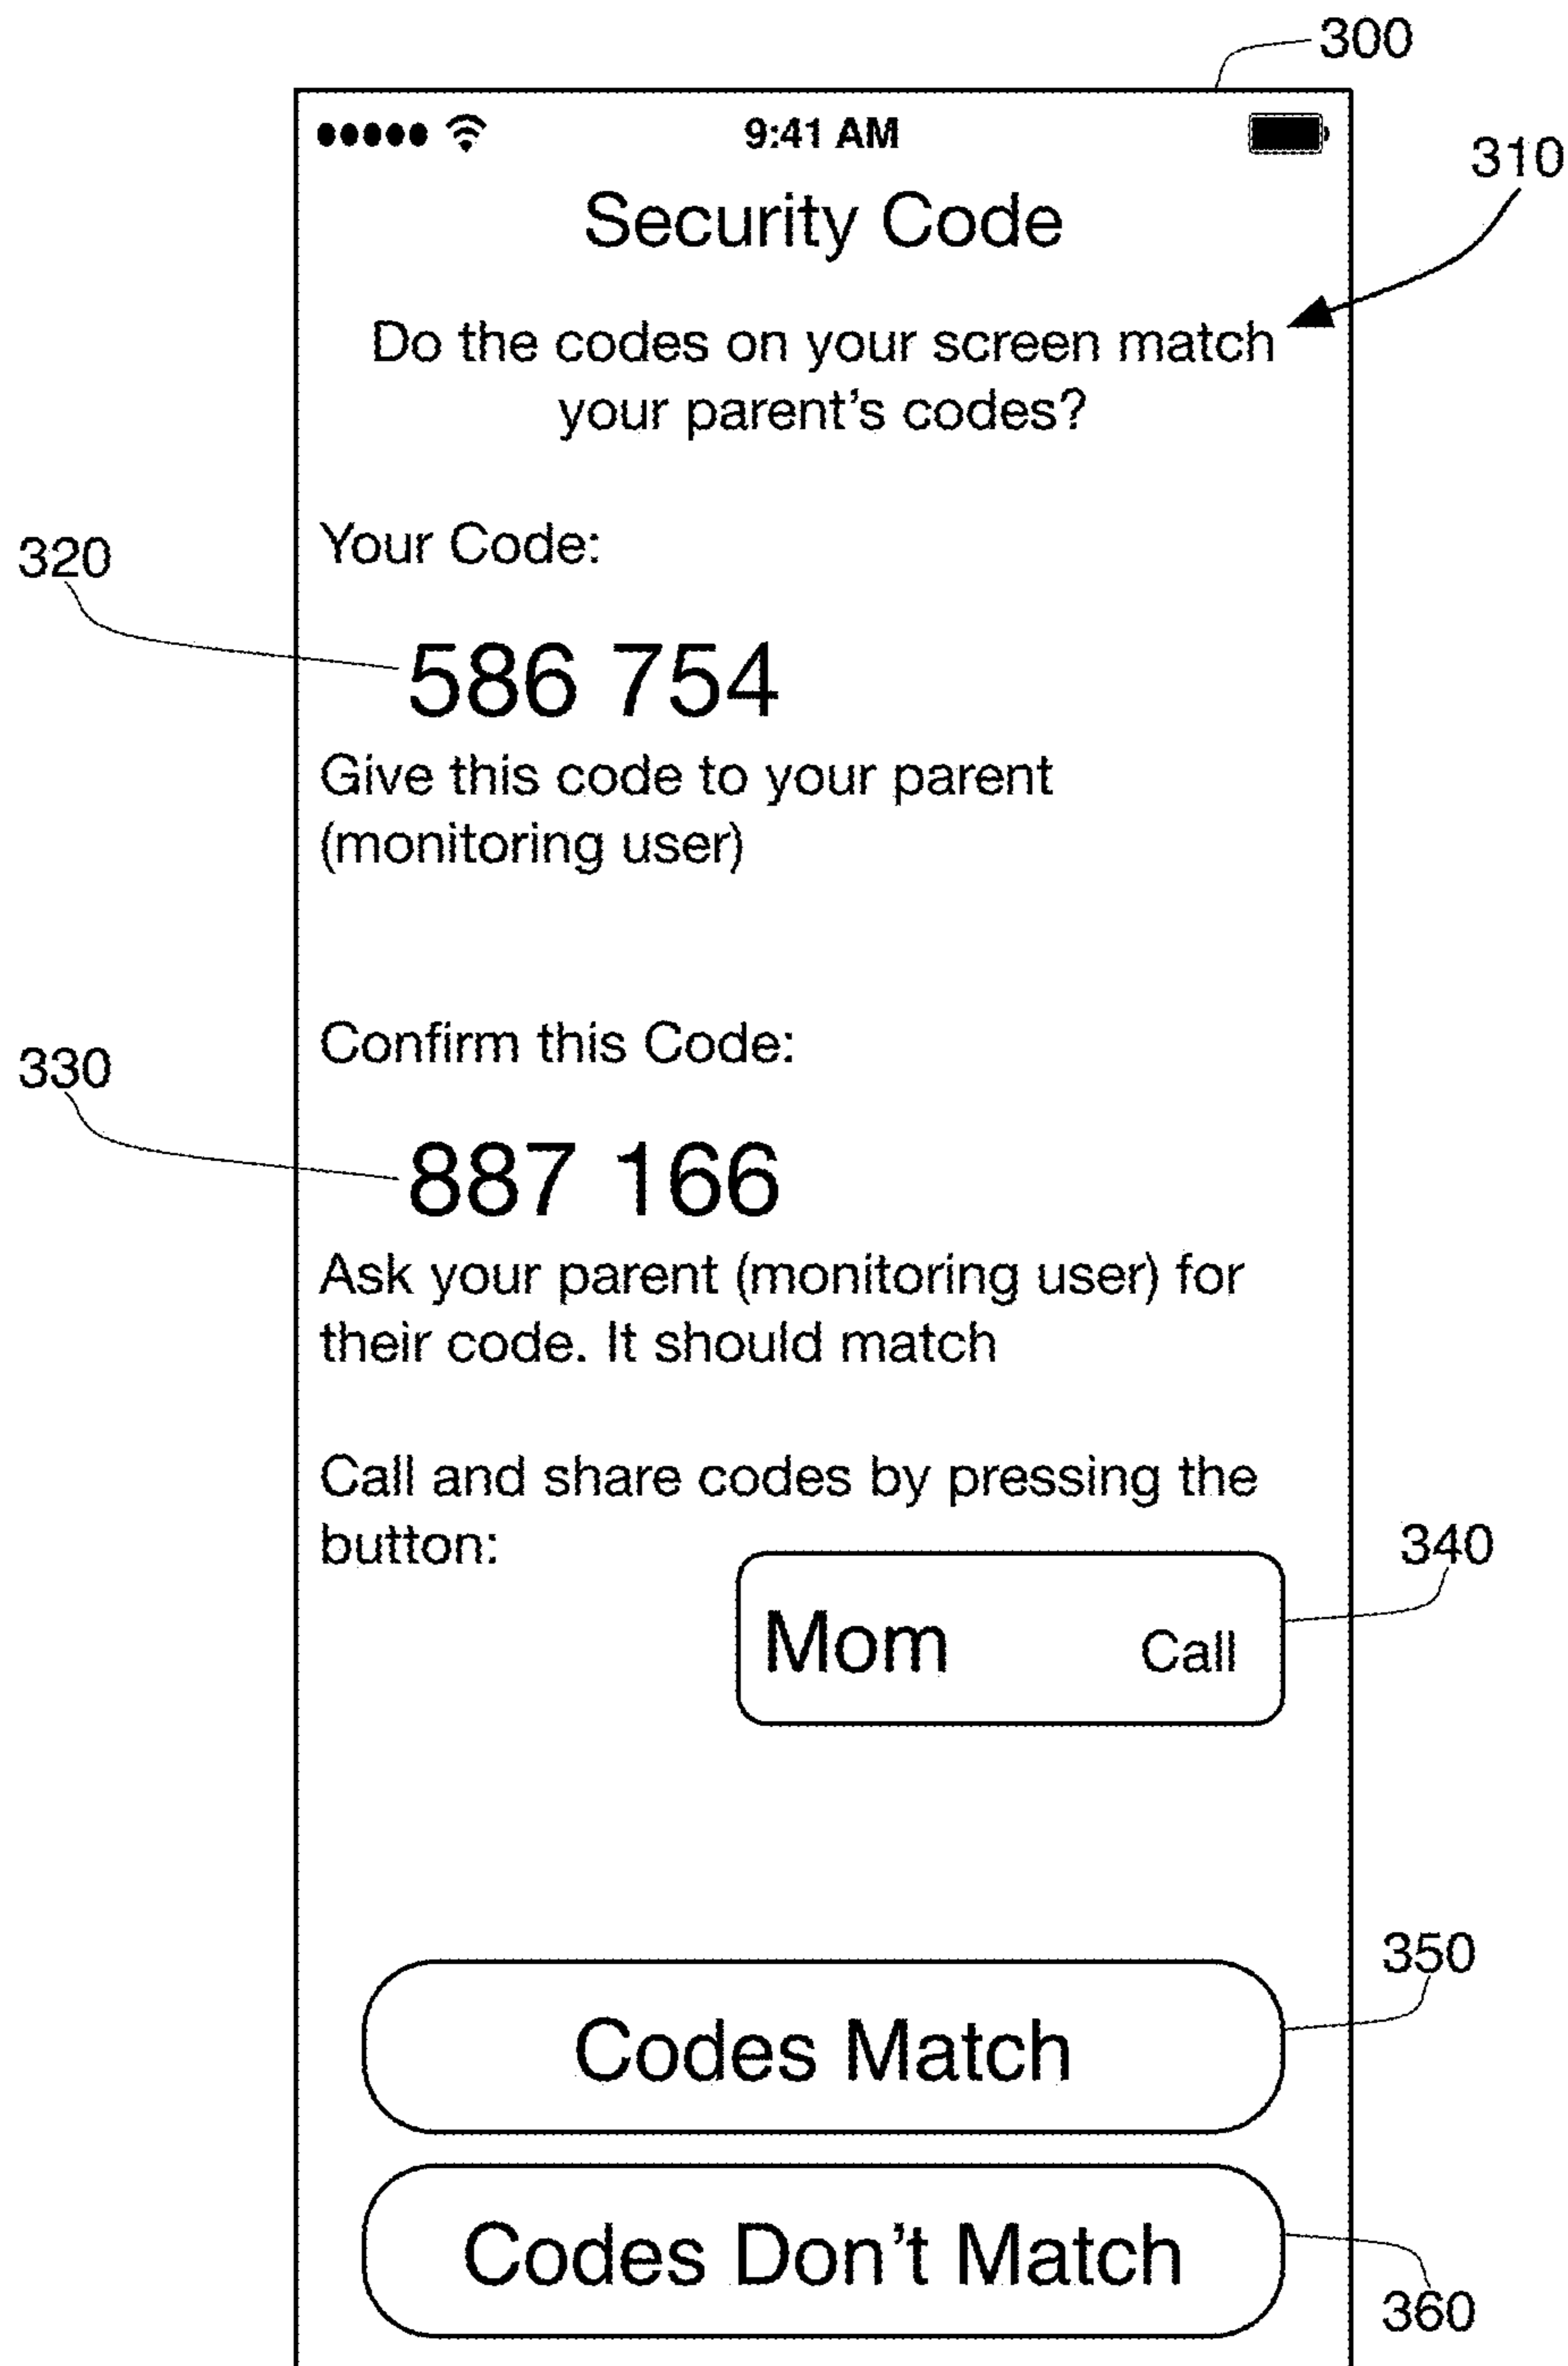 300
9:41 AM
310
Security Code
Do the codes on your screen match
your parent’s codes?
Your Code:
320
586 754
Give this code to your parent
(monitoring user)
Confirm this Code:
330
887 166
Ask your parent (monitoring user) for
their code. It should match
Call and share codes by pressing the
button:
340
Mom Call
350
Codes Match
Codes Don’t Match
360